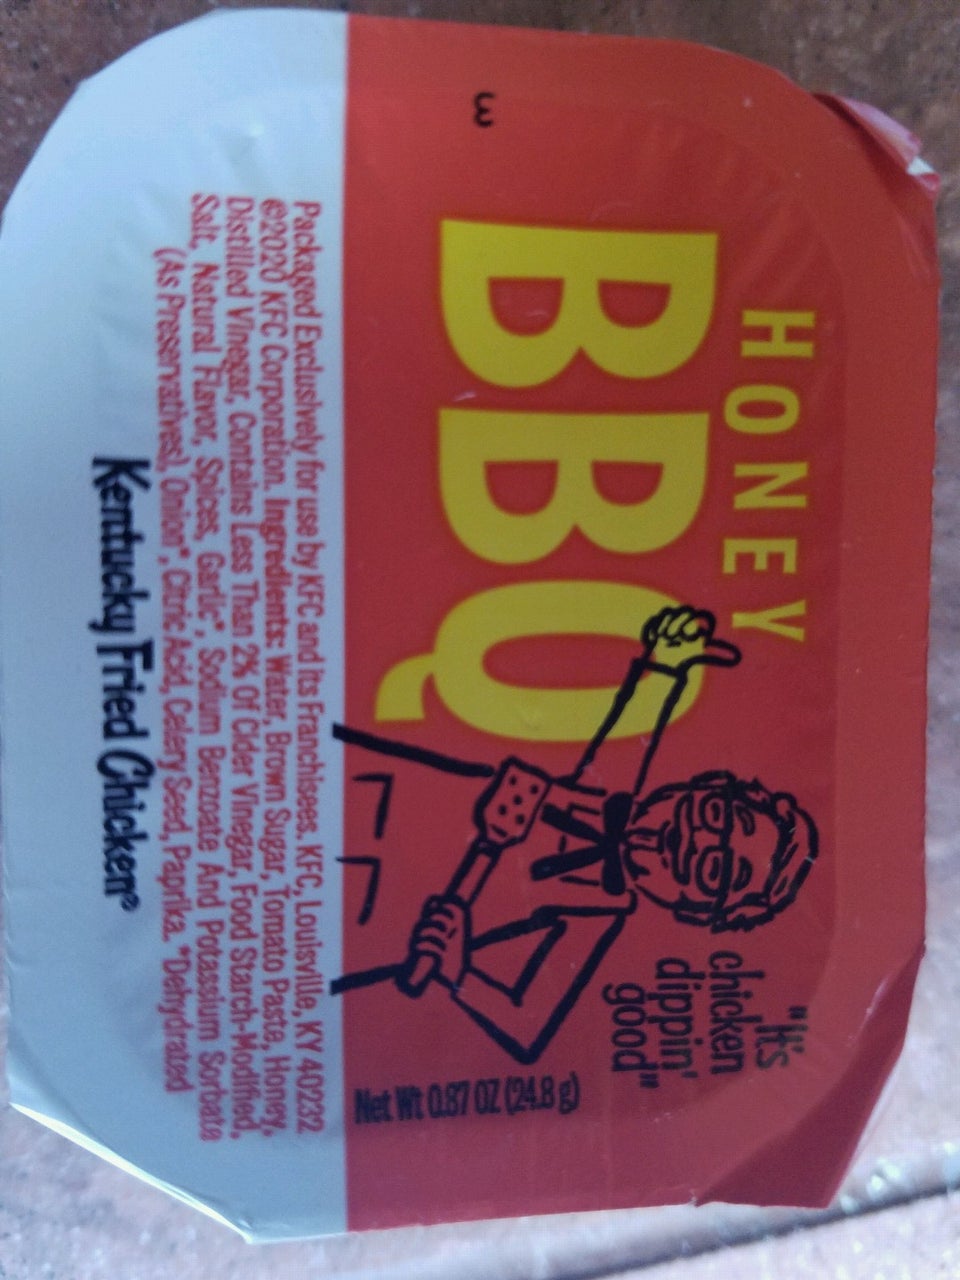 3
HONEY
BBQ
"It's
chicken
dippin'
good"
Net Wt 0.87 OZ (24.8 g)
Packaged Exclusively for use by KFC and Its Franchisees. KFC, Louisville, KY 40232
©2020 KFC Corporation. Ingredients: Water, Brown Sugar, Tomato Paste, Honey,
Distilled Vinegar, Contains Less Than 2% Of Cider Vinegar, Food Starch-Modified,
Salt, Natural Flavor, Spices, Garlic*, Sodium Benzoate And Potassium Sorbate
(As Preservatives), Onion*, Citric Acid, Celery Seed, Paprika. *Dehydrated
Kentucky Fried Chicken®